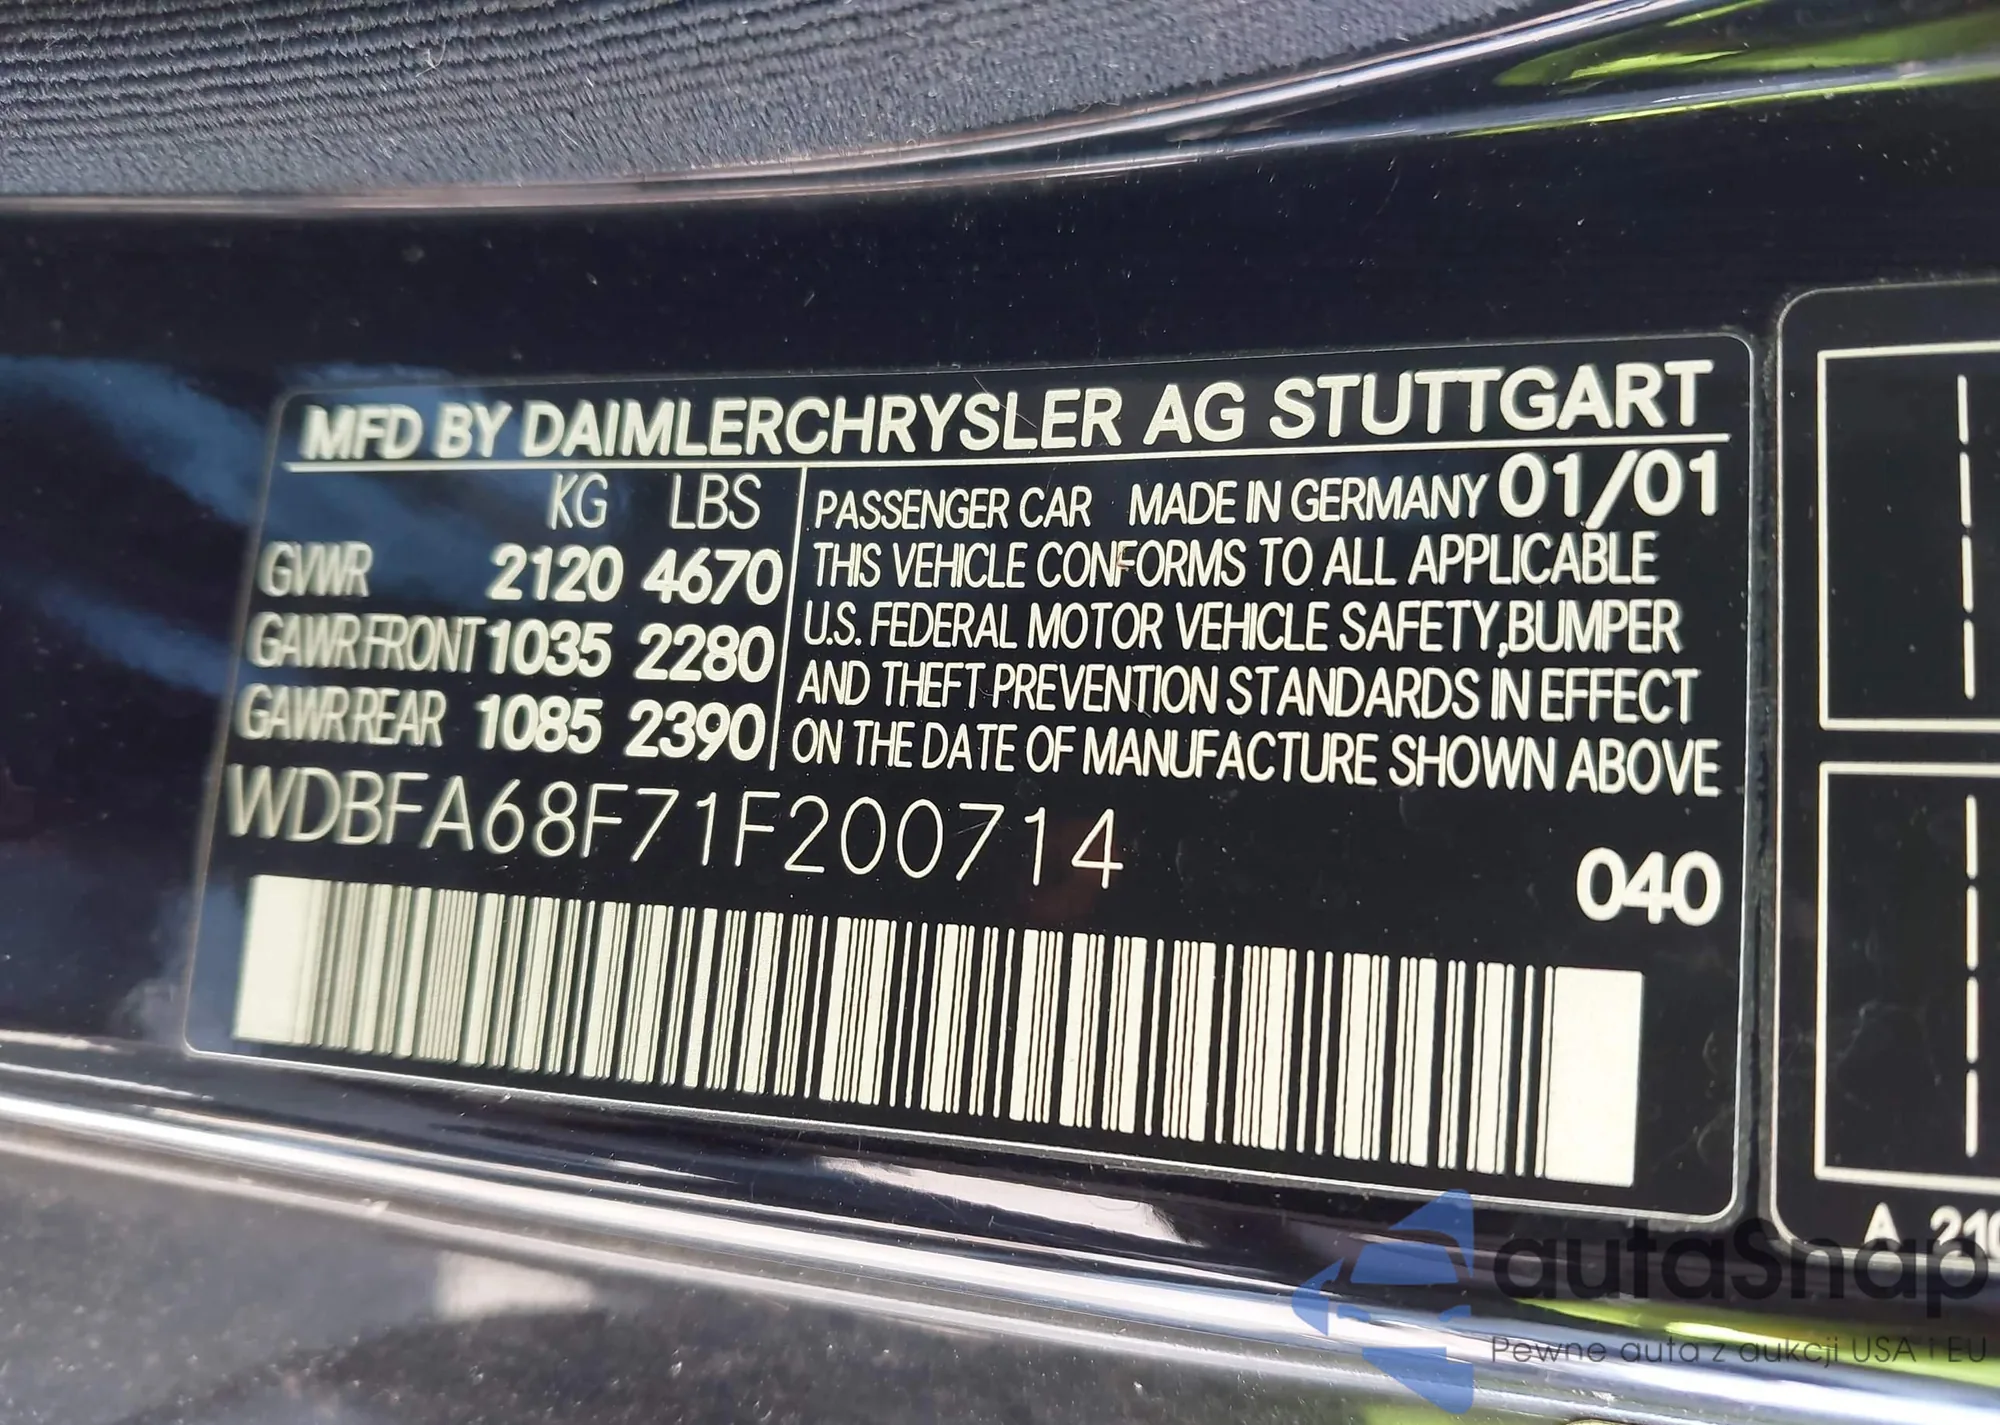 MFD BY DAIMLERCHRYSLER AG STUTTGART
KG LBS
GVWR 2120 4670
GAWR FRONT 1035 2280
GAWR REAR 1085 2390
PASSENGER CAR MADE IN GERMANY 01/01
THIS VEHICLE CONFORMS TO ALL APPLICABLE
U.S. FEDERAL MOTOR VEHICLE SAFETY,BUMPER
AND THEFT PREVENTION STANDARDS IN EFFECT
ON THE DATE OF MANUFACTURE SHOWN ABOVE
WDBFA68F71F200714
040
A 210
autaSnap
Pewne auta z aukcji USA i EU